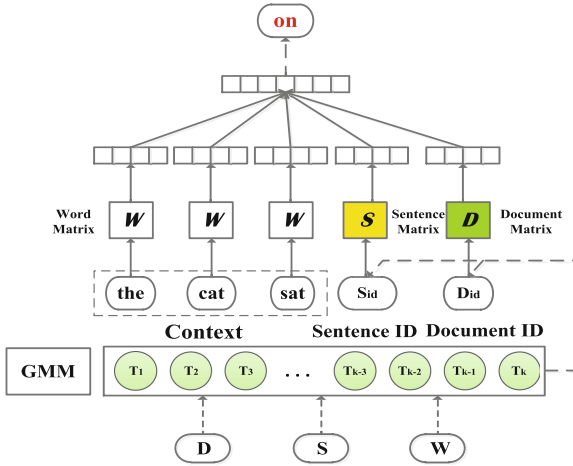 on
Word Matrix
W W W S Sentence Matrix D Document Matrix
the cat sat Sid Did
Context Sentence ID Document ID
GMM T1 T2 T3 ... Tk-3 Tk-2 Tk-1 Tk
D S W